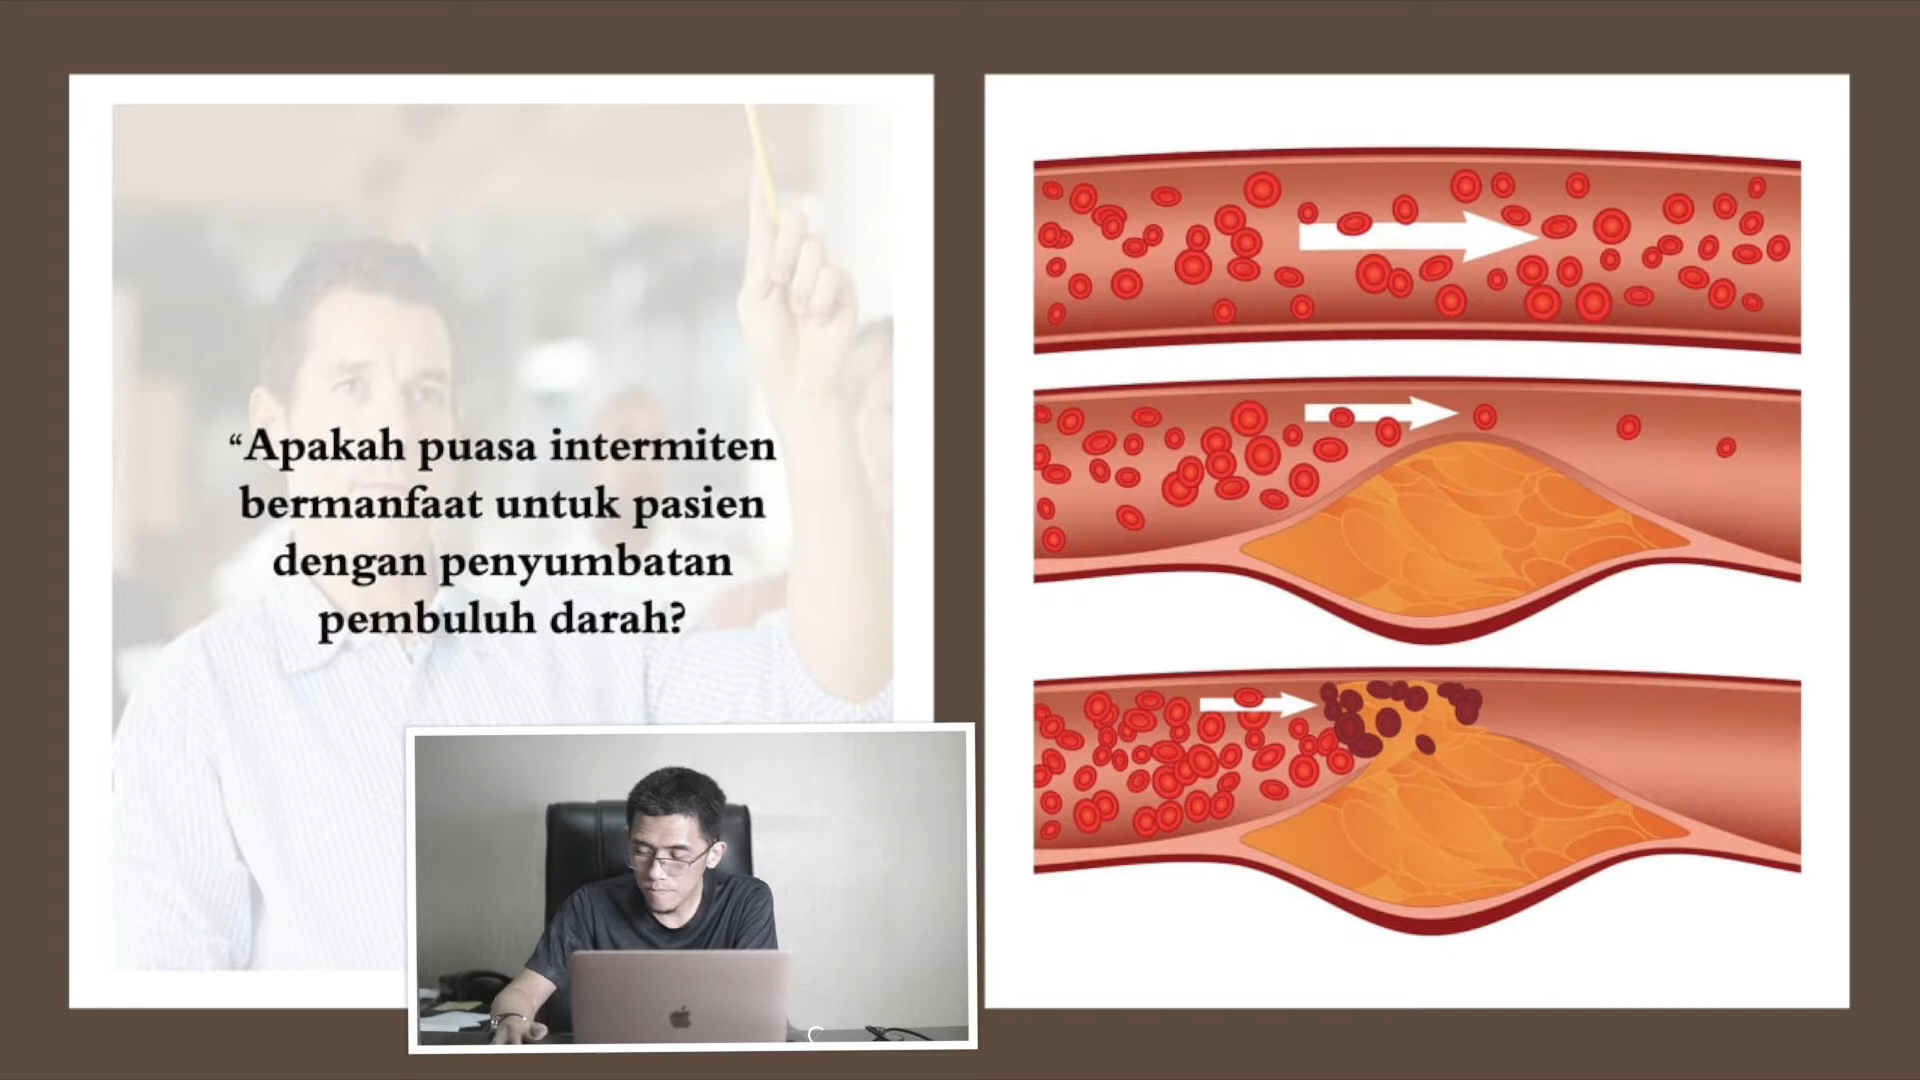 “Apakah puasa intermiten
bermanfaat untuk pasien
dengan penyumbatan
pembuluh darah?